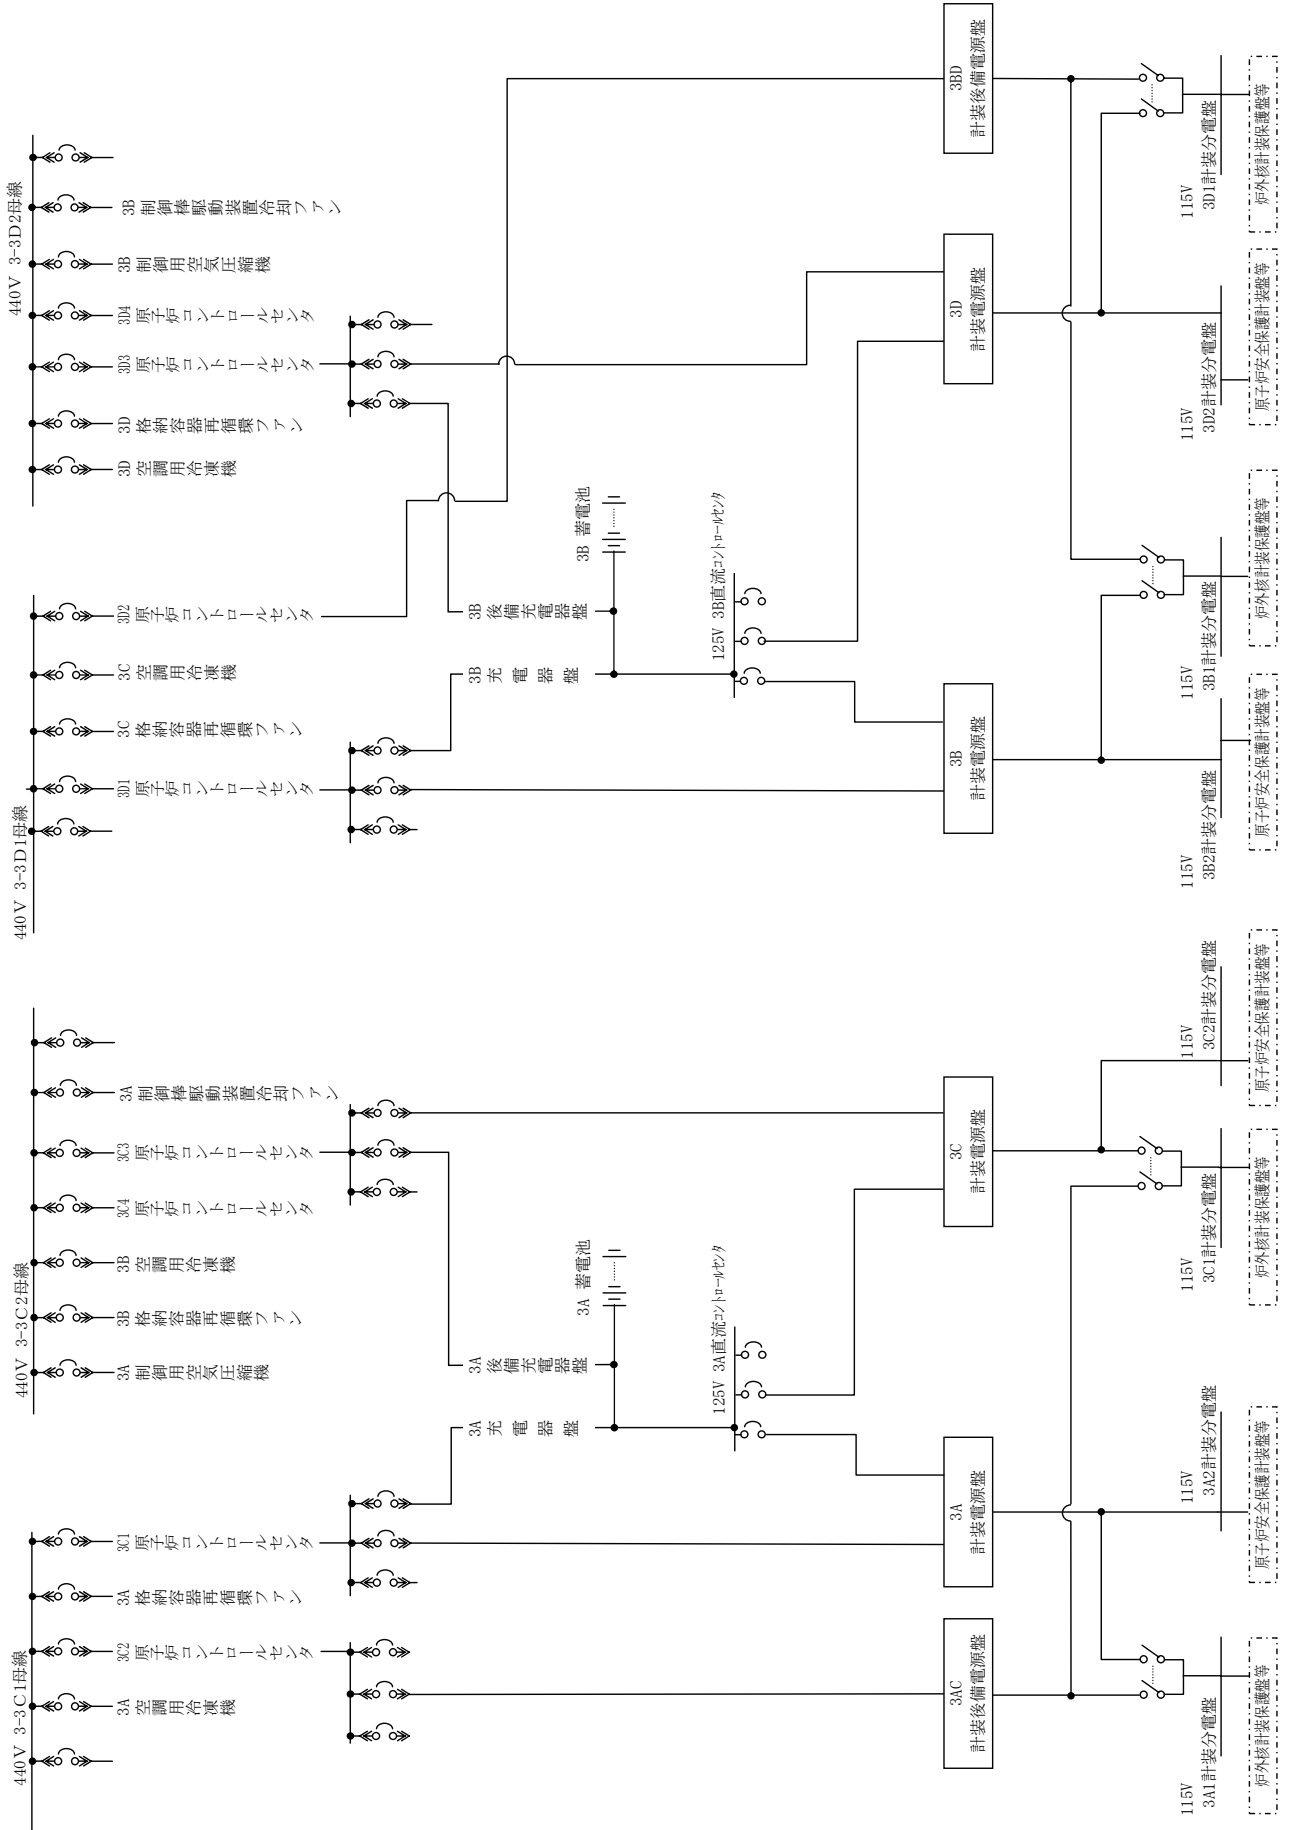 440V 3-3C1母線
440V 3-3C2母線
440V 3-3D1母線
440V 3-3D2母線
3A 空調用冷凍機
3C2 原子炉コントロールセンタ
3A 格納容器再循環ファン
3C1 原子炉コントロールセンタ
3A 制御用空気圧縮機
3B 格納容器再循環ファン
3B 空調用冷凍機
3C4 原子炉コントロールセンタ
3C3 原子炉コントロールセンタ
3A 制御棒駆動装置冷却ファン
3D1 原子炉コントロールセンタ
3C 格納容器再循環ファン
3C 空調用冷凍機
3D2 原子炉コントロールセンタ
3D 空調用冷凍機
3D 格納容器再循環ファン
3D3 原子炉コントロールセンタ
3D4 原子炉コントロールセンタ
3B 制御用空気圧縮機
3B 制御棒駆動装置冷却ファン
3A 充電器盤
3A 後備充電器盤
3A 蓄電池
3B 充電器盤
3B 後備充電器盤
3B 蓄電池
125V 3A直流コントロールセンタ
125V 3B直流コントロールセンタ
3AC
計装後備電源盤
3A
計装電源盤
3C
計装電源盤
3B
計装電源盤
3D
計装電源盤
3BD
計装後備電源盤
115V
3A1計装分電盤
115V
3A2計装分電盤
115V
3C1計装分電盤
115V
3C2計装分電盤
115V
3B2計装分電盤
115V
3B1計装分電盤
115V
3D2計装分電盤
115V
3D1計装分電盤
炉外核計装保護盤等
原子炉安全保護計装盤等
炉外核計装保護盤等
原子炉安全保護計装盤等
原子炉安全保護計装盤等
炉外核計装保護盤等
原子炉安全保護計装盤等
炉外核計装保護盤等